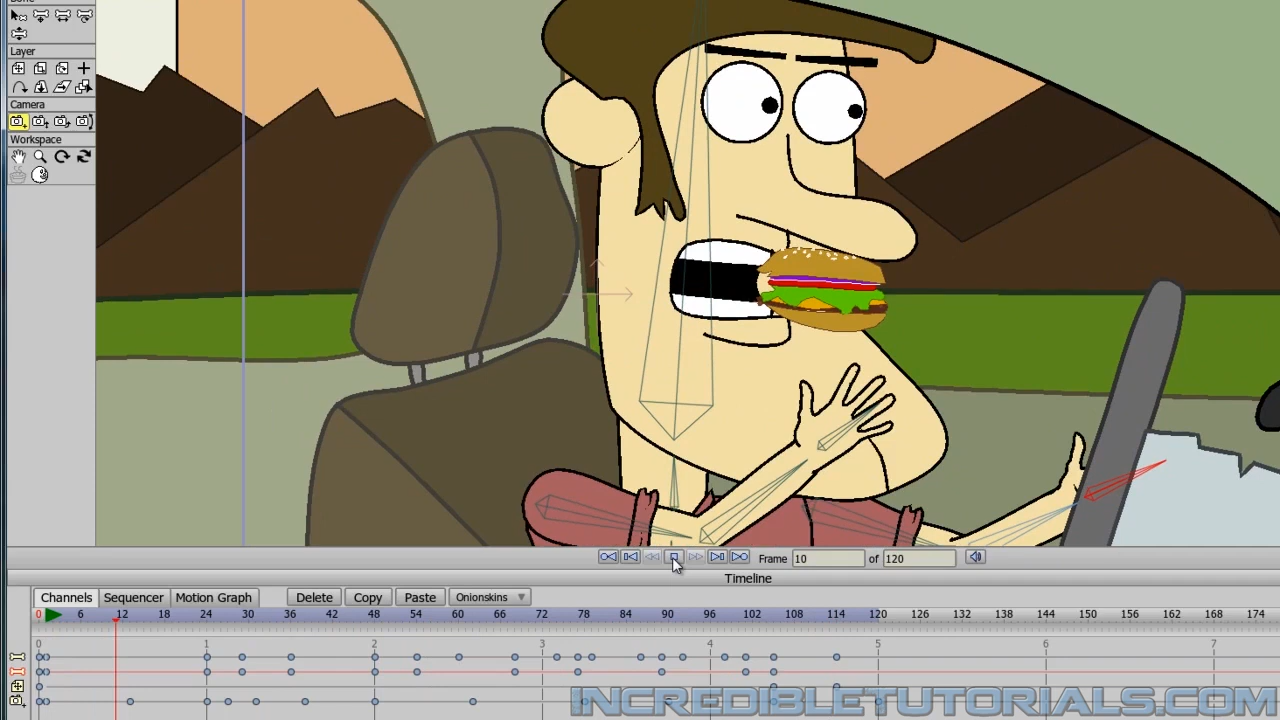 Layer
Camera
Workspace
Frame 10 of 120
Timeline
Channels Sequencer Motion Graph Delete Copy Paste Onionskins
0 6 12 18 24 30 36 42 48 54 60 66 72 78 84 90 96 102 108 114 120 126 132 138 144 150 156 162 168 174
0 1 2 3 4 5 6 7
INCREDIBLETUTORIALS.COM